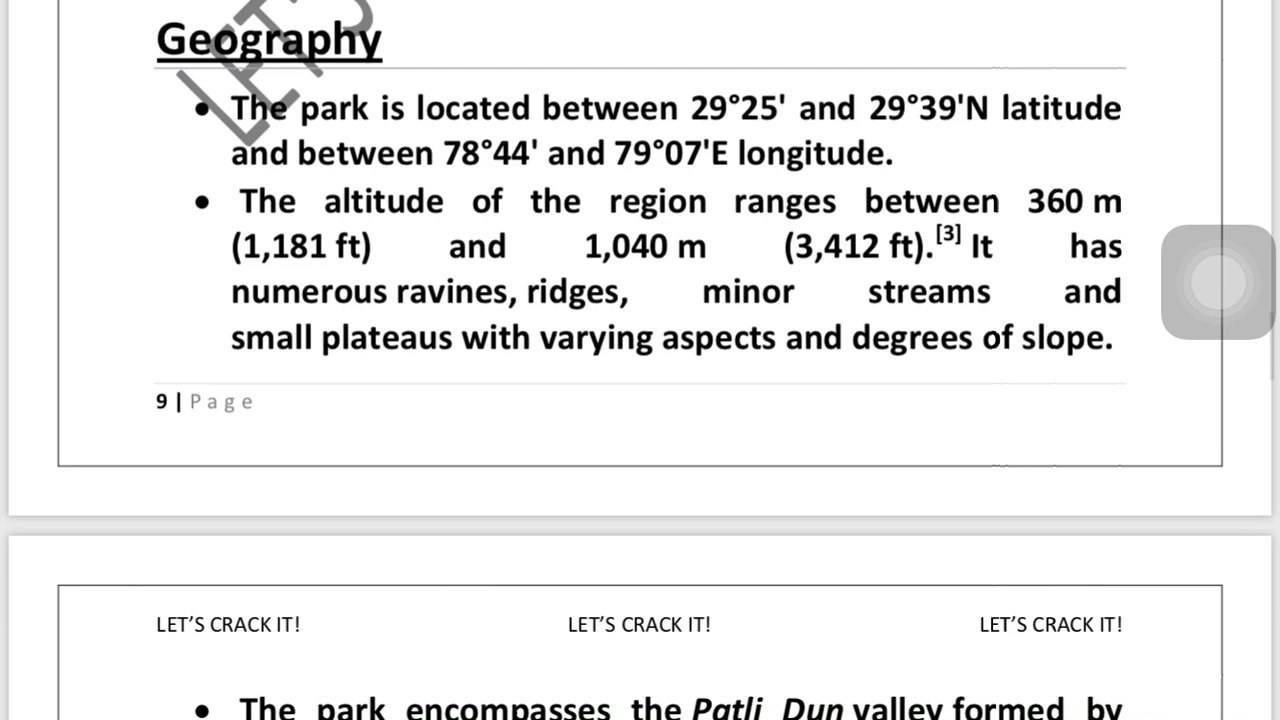 Geography
LET'S
• The park is located between 29°25' and 29°39'N latitude
and between 78°44' and 79°07'E longitude.
• The altitude of the region ranges between 360 m
(1,181 ft) and 1,040 m (3,412 ft).[3] It has
numerous ravines, ridges, minor streams and
small plateaus with varying aspects and degrees of slope.
9 | Page
LET’S CRACK IT! LET’S CRACK IT! LET’S CRACK IT!
• The park encompasses the Patli Dun valley formed by